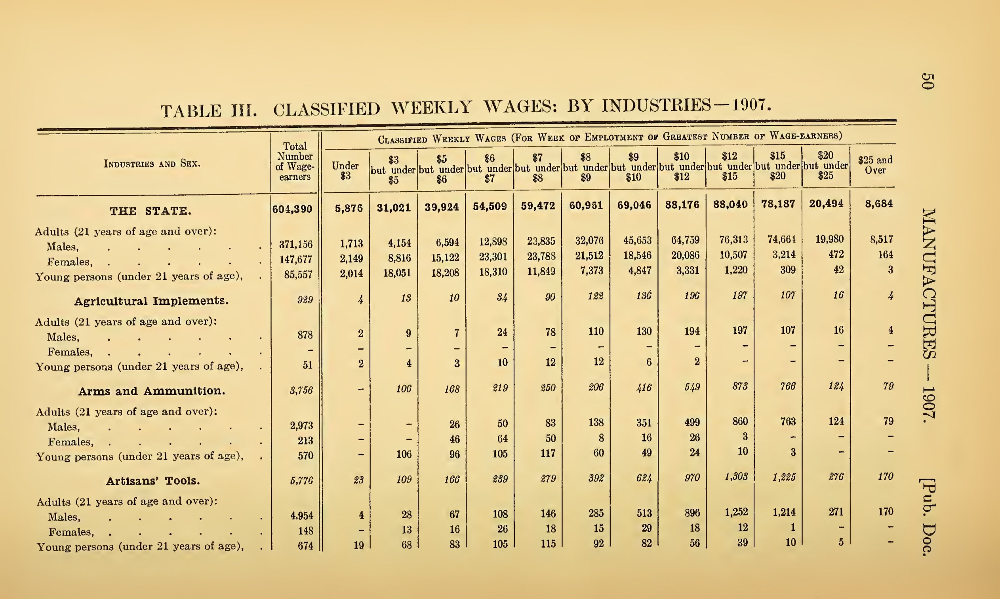 50 MANUFACTURES—1907. [Pub. Doc.
TABLE III. CLASSIFIED WEEKLY WAGES: BY INDUSTRIES—1907.
INDUSTRIES AND SEX. Total Number of Wage-earners CLASSIFIED WEEKLY WAGES (FOR WEEK OF EMPLOYMENT OF GREATEST NUMBER OF WAGE-EARNERS)
Under $3 $3 but under $5 $5 but under $6 $6 but under $7 $7 but under $8 $8 but under $9 $9 but under $10 $10 but under $12 $12 but under $15 $15 but under $20 $20 but under $25 $25 and Over
THE STATE. 604,390 5,876 31,021 39,924 54,509 59,472 60,961 69,046 88,176 88,040 78,187 20,494 8,684
Adults (21 years of age and over):
Males, . . . . . . 371,156 1,713 4,154 6,594 12,898 23,835 32,076 45,653 64,759 76,313 74,664 19,980 8,517
Females, . . . . . . 147,677 2,149 8,816 15,122 23,301 23,788 21,512 18,546 20,086 10,507 3,214 472 164
Young persons (under 21 years of age), . 85,557 2,014 18,051 18,208 18,310 11,849 7,373 4,847 3,331 1,220 309 42 3
Agricultural Implements. 929 4 13 10 34 90 122 136 196 197 107 16 4
Adults (21 years of age and over):
Males, . . . . . . 878 2 9 7 24 78 110 130 194 197 107 16 4
Females, . . . . . . – – – – – – – – – – – – –
Young persons (under 21 years of age), . 51 2 4 3 10 12 12 6 2 – – – –
Arms and Ammunition. 3,756 – 106 168 219 250 206 416 549 873 766 124 79
Adults (21 years of age and over):
Males, . . . . . . 2,973 – – 26 50 83 138 351 499 860 763 124 79
Females, . . . . . . 213 – – 46 64 50 8 16 26 3 – – –
Young persons (under 21 years of age), . 570 – 106 96 105 117 60 49 24 10 3 – –
Artisans' Tools. 5,776 23 109 166 239 279 392 624 970 1,303 1,225 276 170
Adults (21 years of age and over):
Males, . . . . . . 4.954 4 28 67 108 146 285 513 896 1,252 1,214 271 170
Females, . . . . . . 148 – 13 16 26 18 15 29 18 12 1 – –
Young persons (under 21 years of age), . 674 19 68 83 105 115 92 82 56 39 10 5 –